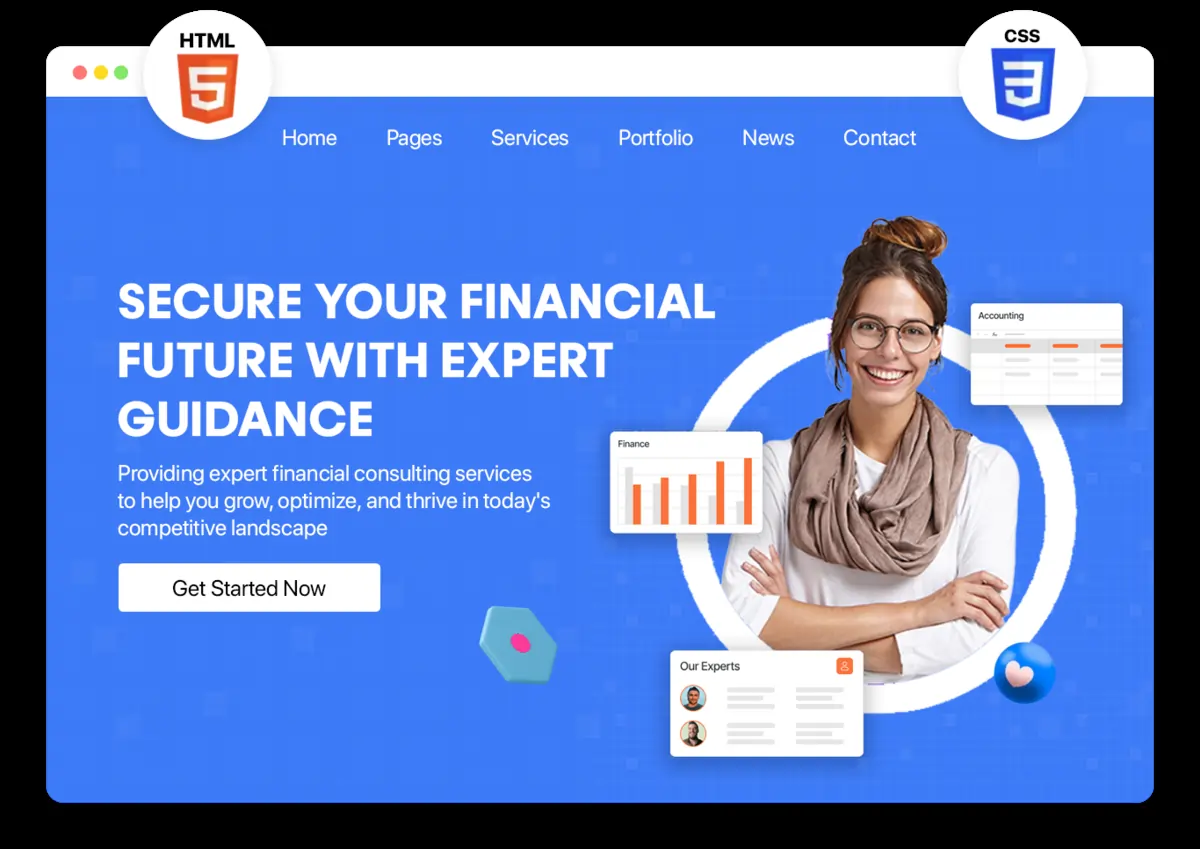 HTML
5
CSS
3
Home Pages Services Portfolio News Contact
SECURE YOUR FINANCIAL
FUTURE WITH EXPERT
GUIDANCE
Providing expert financial consulting services
to help you grow, optimize, and thrive in today's
competitive landscape
Get Started Now
Accounting
Finance
Our Experts